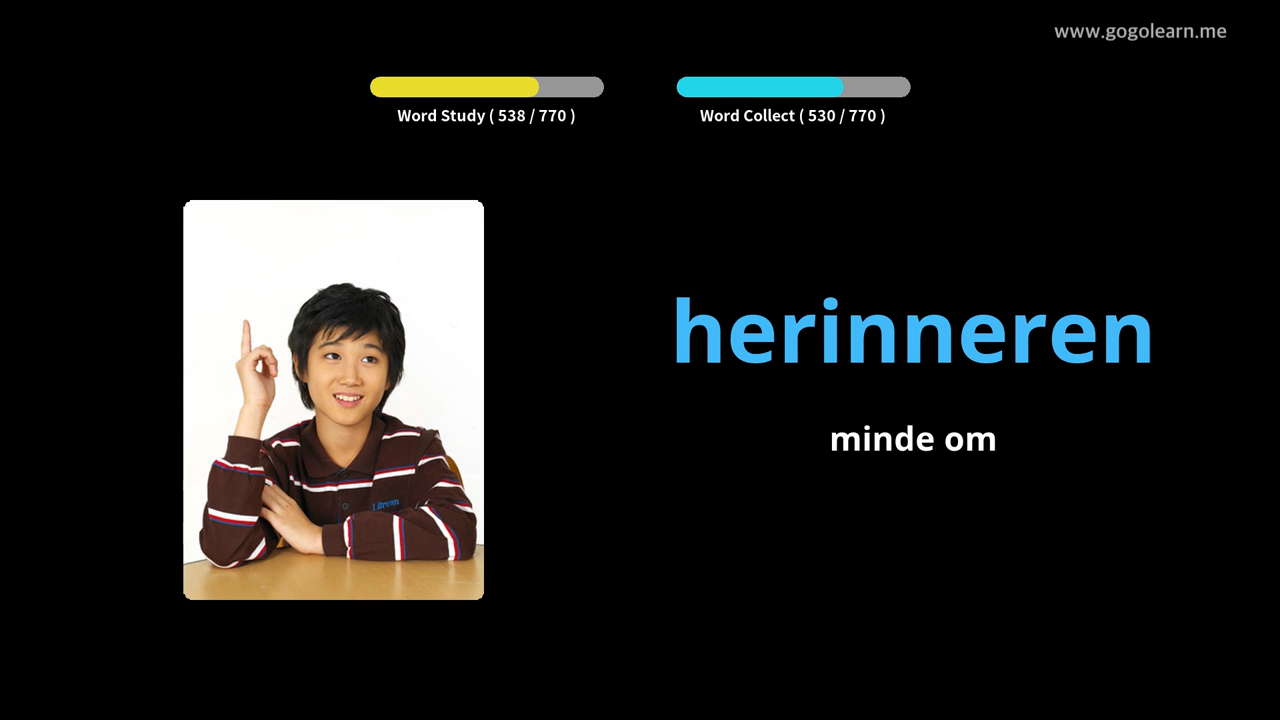 www.gogolearn.me
Word Study ( 538 / 770 )
Word Collect ( 530 / 770 )
herinneren
minde om